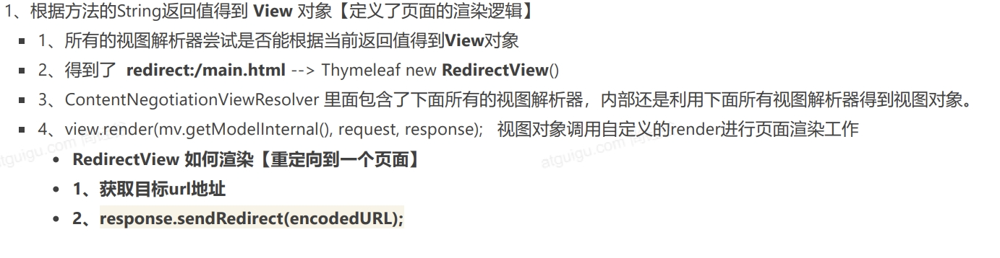 1、根据方法的String返回值得到 View 对象【定义了页面的渲染逻辑】
▪ 1、所有的视图解析器尝试是否能根据当前返回值得到View对象
▪ 2、得到了 redirect:/main.html --> Thymeleaf new RedirectView()
▪ 3、ContentNegotiationViewResolver 里面包含了下面所有的视图解析器，内部还是利用下面所有视图解析器得到视图对象。
▪ 4、view.render(mv.getModelInternal(), request, response); 视图对象调用自定义的render进行页面渲染工作
• RedirectView 如何渲染【重定向到一个页面】
• 1、获取目标url地址
• 2、response.sendRedirect(encodedURL);
atguigu.com
atguigu.com